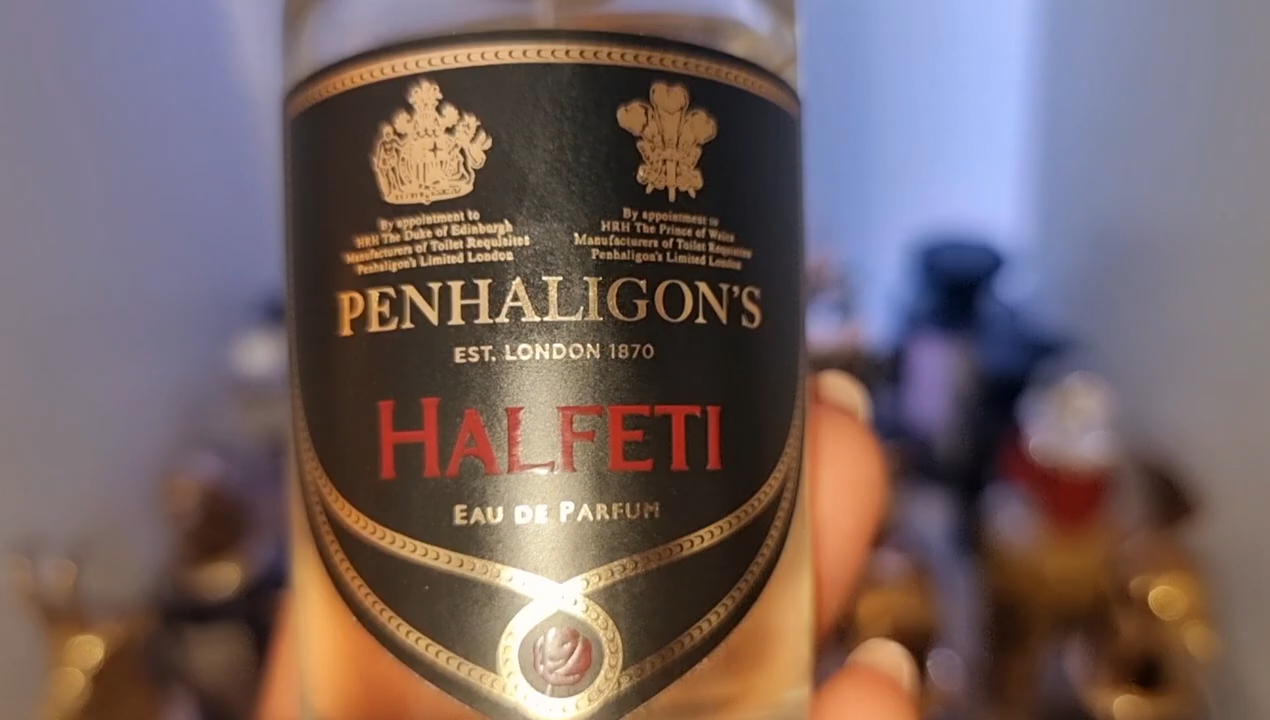 By appointment to
HRH The Duke of Edinburgh
Manufacturers of Toilet Requisites
Penhaligon's Limited London
By appointment to
HRH The Prince of Wales
Manufacturers of Toilet Requisites
Penhaligon's Limited London
PENHALIGON'S
EST. LONDON 1870
HALFETI
EAU DE PARFUM